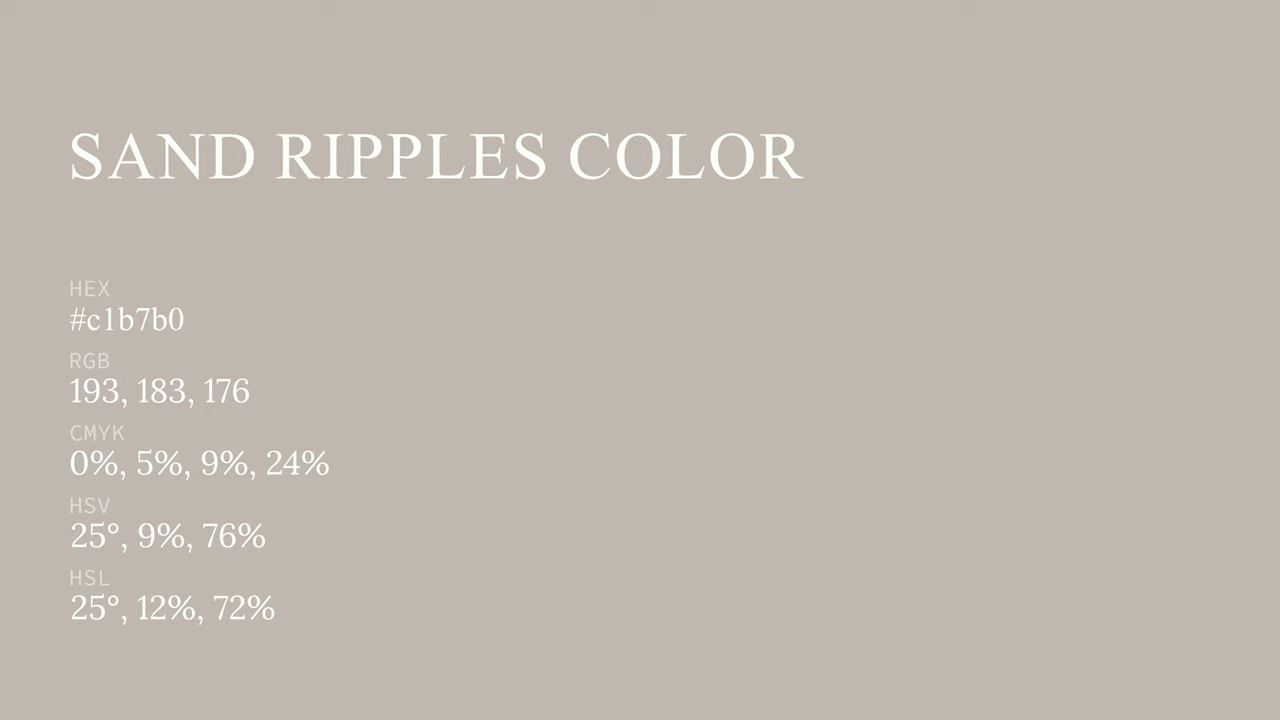 SAND RIPPLES COLOR
HEX
#c1b7b0
RGB
193, 183, 176
CMYK
0%, 5%, 9%, 24%
HSV
25°, 9%, 76%
HSL
25°, 12%, 72%